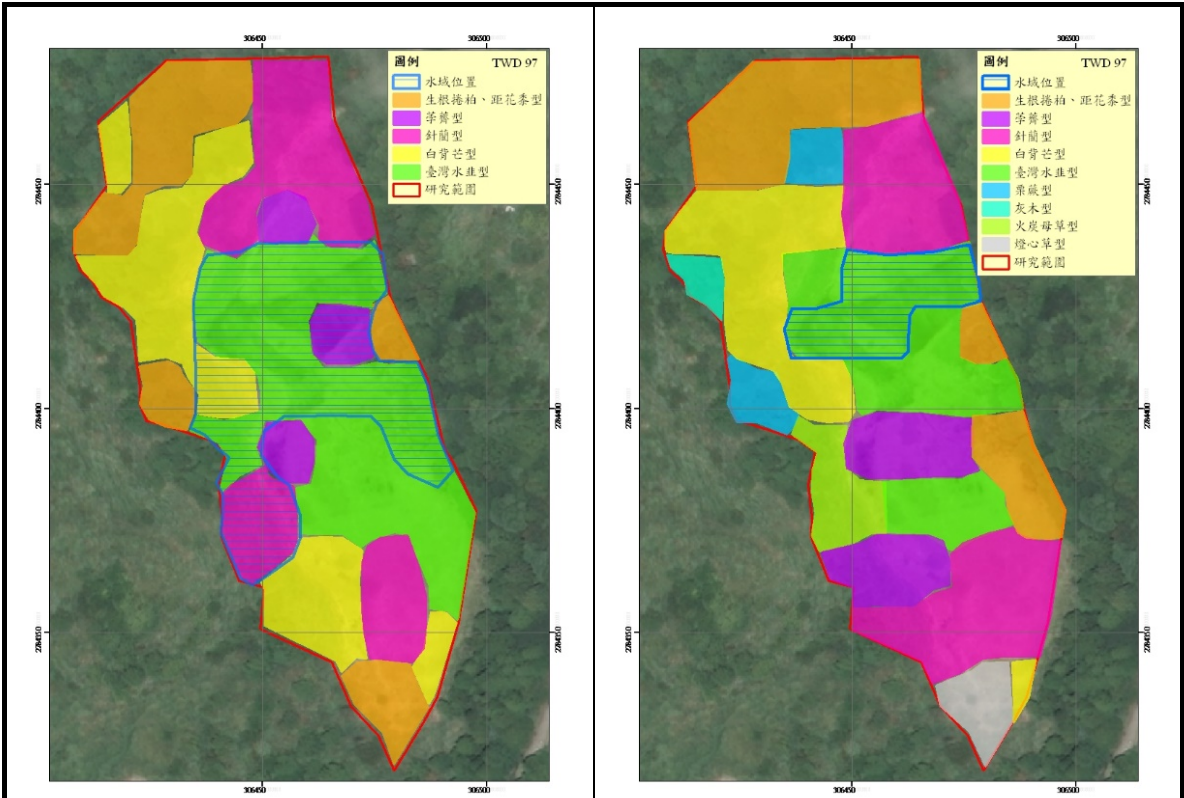 306450
306500
圖例 TWD 97
水域位置
生根捲柏、距花黍型
荸薺型
針藺型
白背芒型
臺灣水韭型
研究範圍
306450
306500
306450
306500
圖例 TWD 97
水域位置
生根捲柏、距花黍型
荸薺型
針藺型
白背芒型
臺灣水韭型
栗蕨型
灰木型
火炭母草型
燈心草型
研究範圍
306450
306500